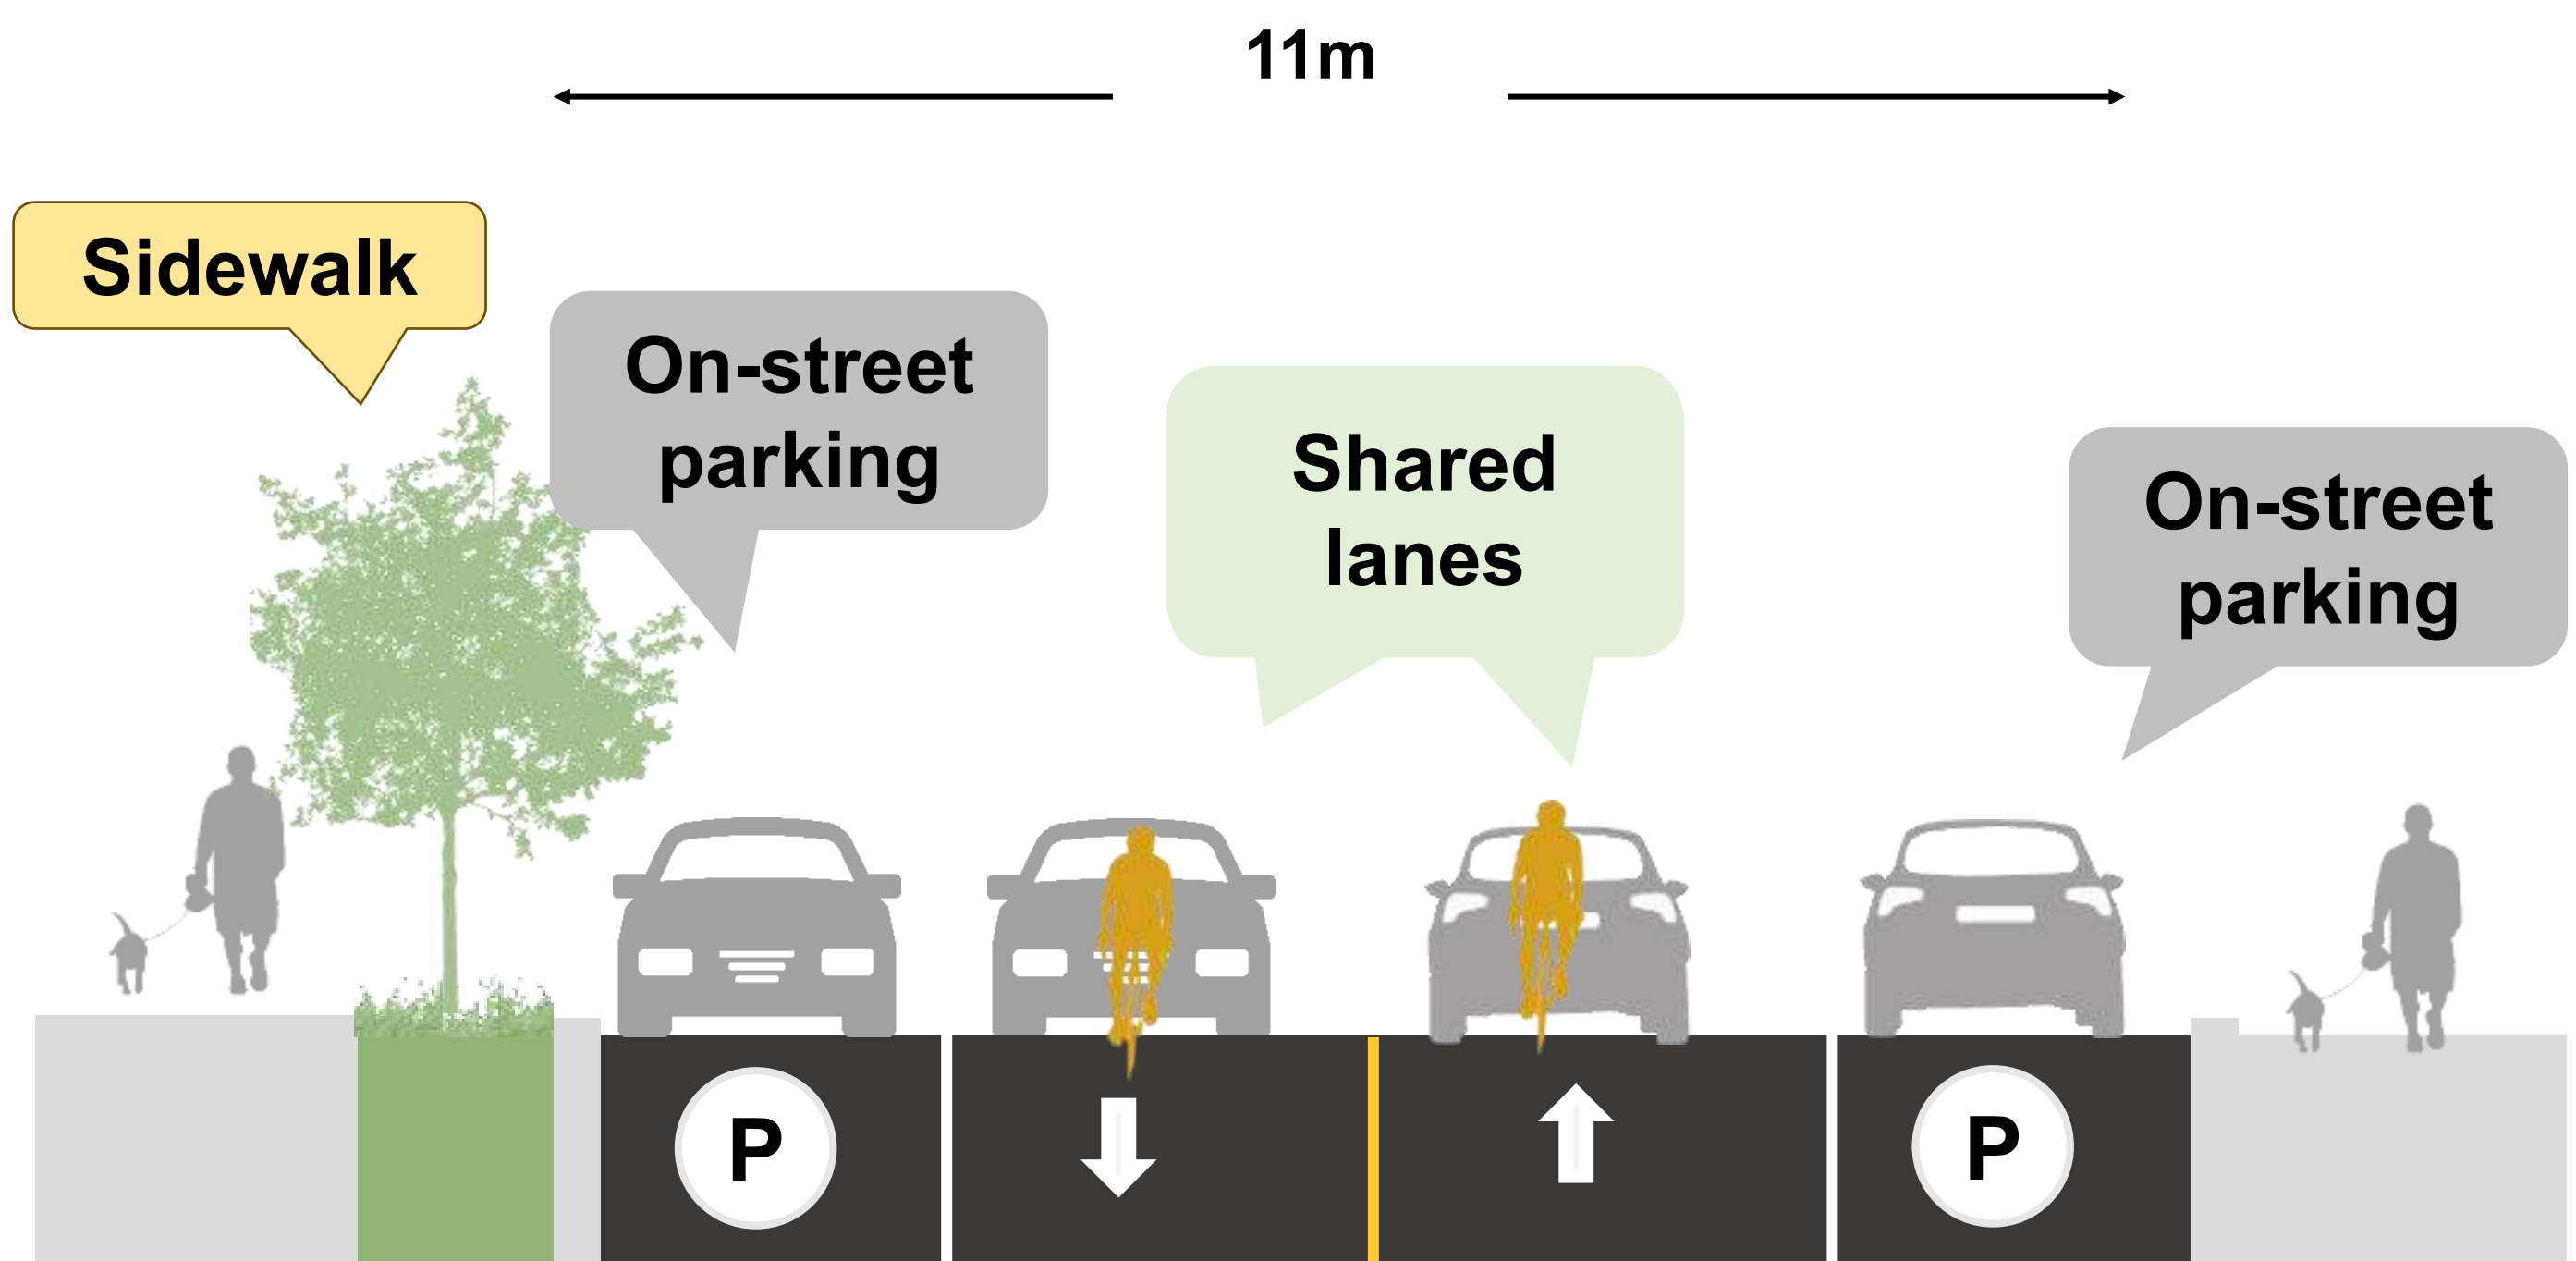 11m
Sidewalk
On-street
parking
Shared
lanes
On-street
parking
P
P